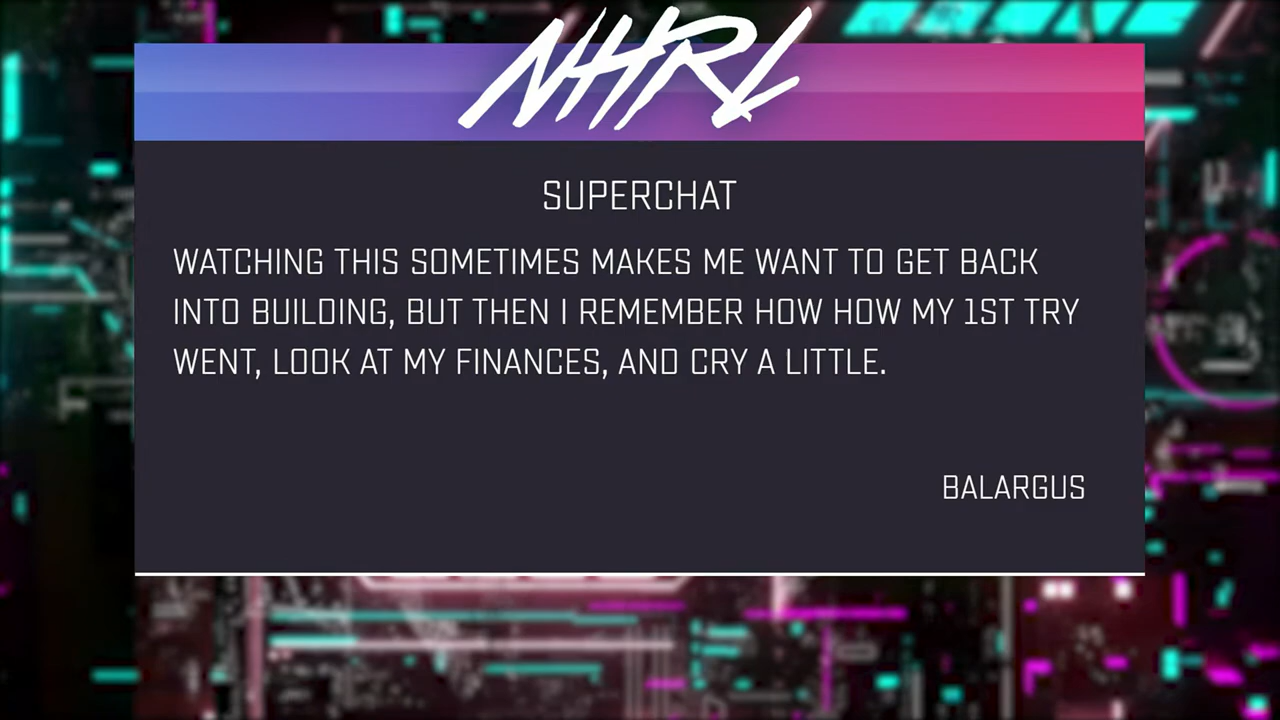 NHRL
SUPERCHAT
WATCHING THIS SOMETIMES MAKES ME WANT TO GET BACK
INTO BUILDING, BUT THEN I REMEMBER HOW HOW MY 1ST TRY
WENT, LOOK AT MY FINANCES, AND CRY A LITTLE.
BALARGUS